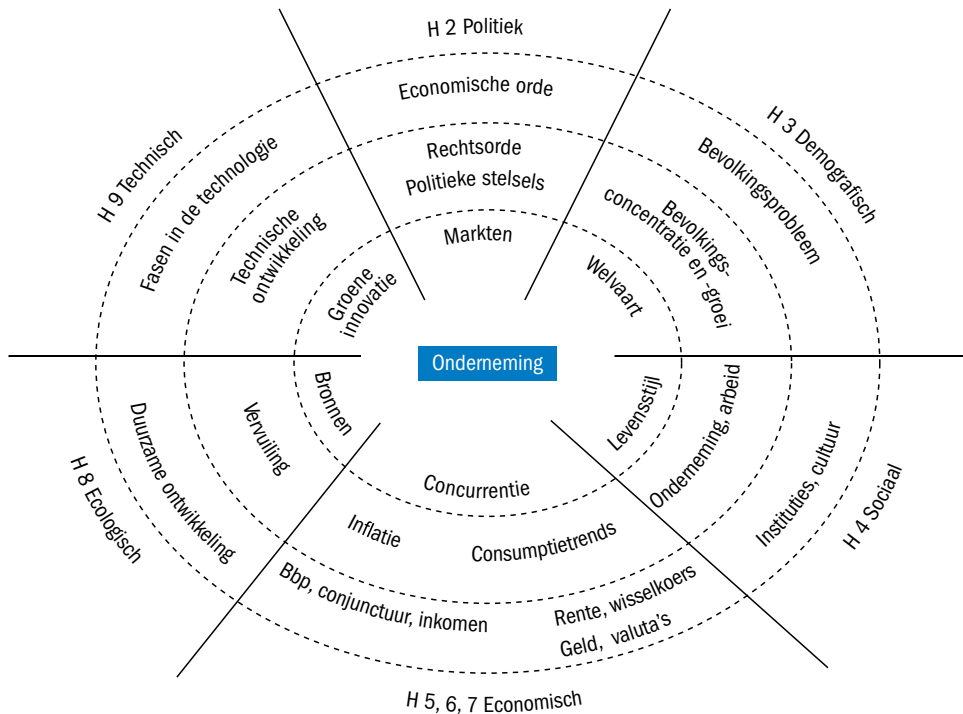 H 2 Politiek
Economische orde
Rechtsorde
Politieke stelsels
Markten
H 3 Demografisch
Bevolkingsprobleem
Bevolkings-
concentratie en -groei
Welvaart
H 9 Technisch
Fasen in de technologie
Technische
ontwikkeling
Groene
innovatie
Onderneming
Bronnen
Vervuiling
Duurzame ontwikkeling
H 8 Ecologisch
Levensstijl
Onderneming, arbeid
Instituties, cultuur
H 4 Sociaal
Concurrentie
Inflatie
Consumptietrends
Bbp, conjunctuur, inkomen
Rente, wisselkoers
Geld, valuta's
H 5, 6, 7 Economisch